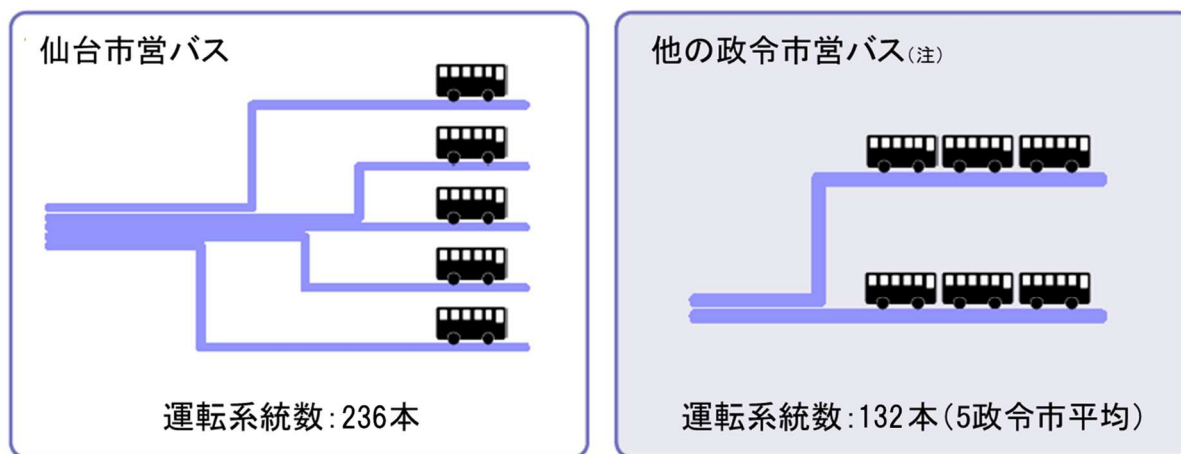 仙台市営バス
運転系統数：236本
他の政令市営バス（注）
運転系統数：132本（5政令市平均）